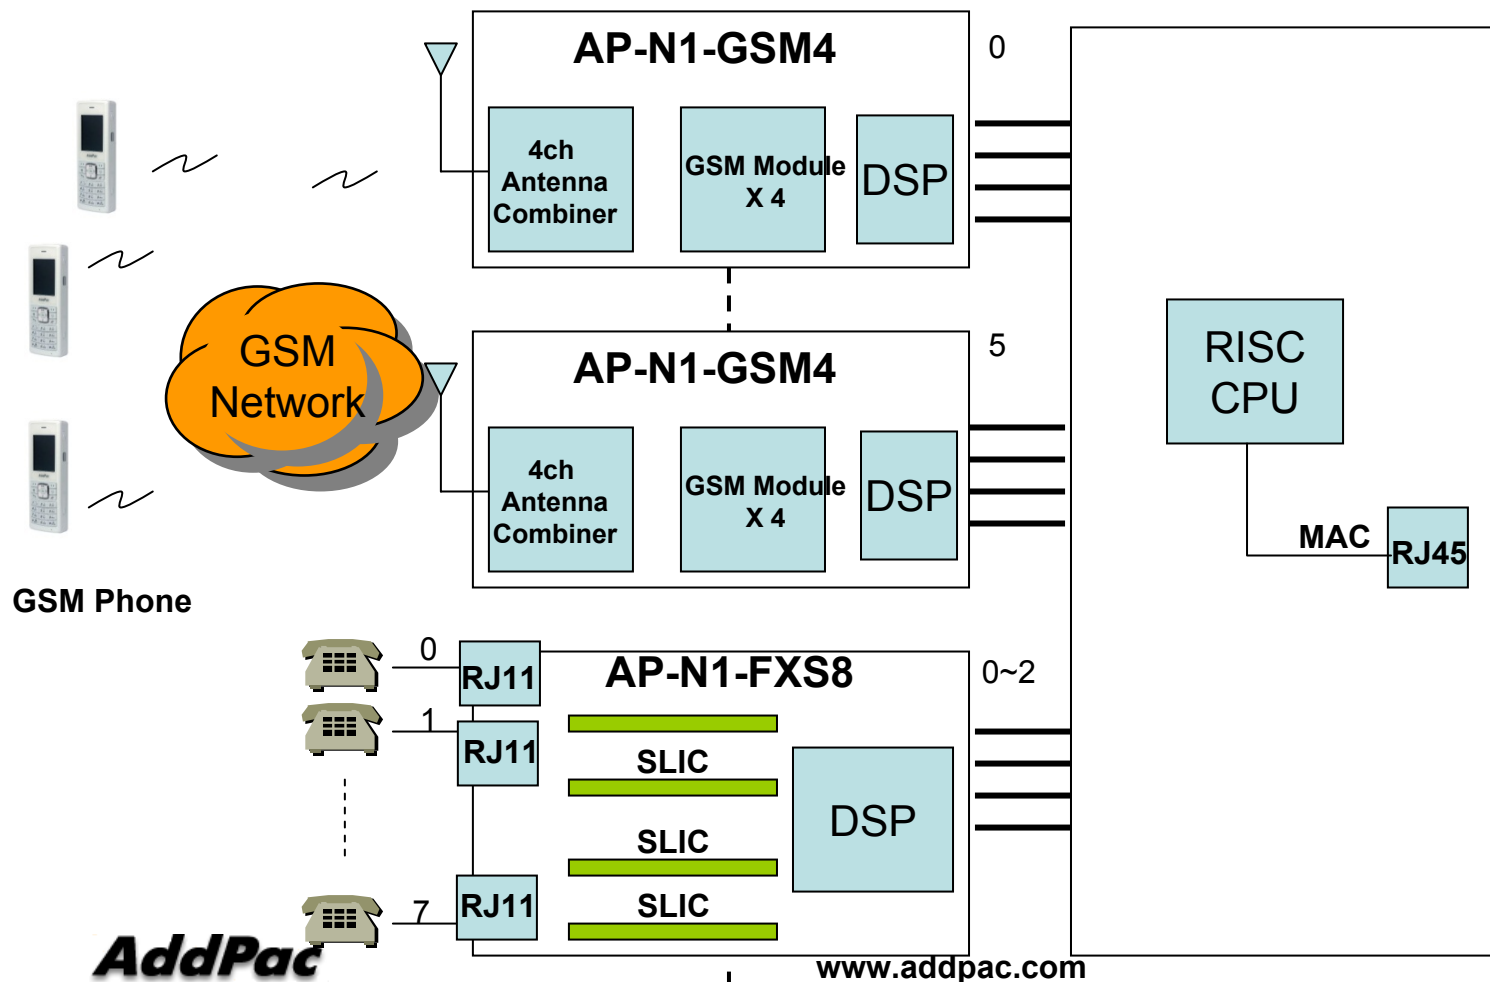 AP-N1-GSM4
0
4ch
Antenna
Combiner
GSM Module
X 4
DSP
GSM
Network
AP-N1-GSM4
5
4ch
Antenna
Combiner
GSM Module
X 4
DSP
RISC
CPU
MAC
RJ45
GSM Phone
0
RJ11
AP-N1-FXS8
0~2
1
RJ11
SLIC
DSP
SLIC
7
RJ11
SLIC
AddPac
www.addpac.com